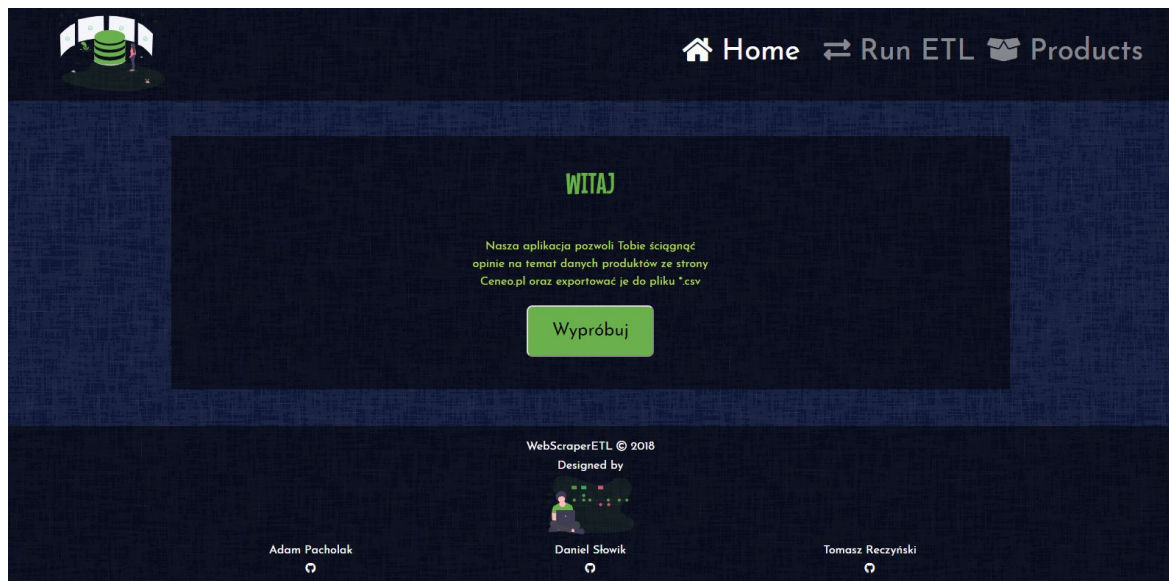 Home Run ETL Products
WITAJ
Nasza aplikacja pozwoli Tobie ściągnąć
opinie na temat danych produktów ze strony
Ceneo.pl oraz exportować je do pliku *.csv
Wypróbuj
WebScraperETL © 2018
Designed by
Adam Pacholak Daniel Słowik Tomasz Reczyński